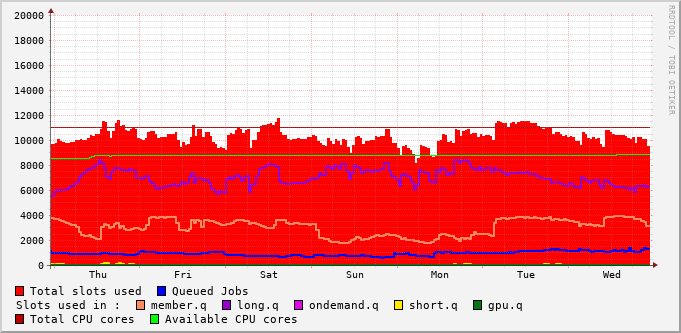 RRDTOOL / TOBI OETIKER
20000
18000
16000
14000
12000
10000
8000
6000
4000
2000
0
Thu Fri Sat Sun Mon Tue Wed
Total slots used Queued Jobs
Slots used in : member.q long.q ondemand.q short.q gpu.q
Total CPU cores Available CPU cores